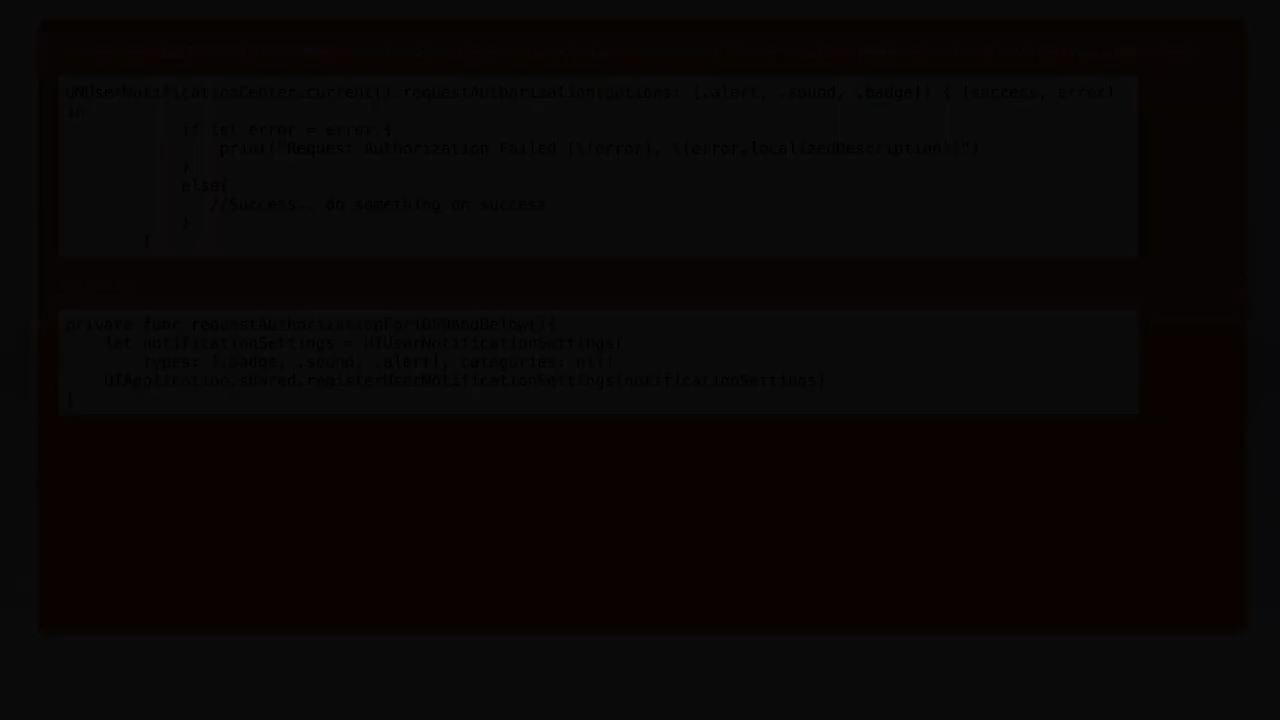 UNUserNotificationCenter.current().requestAuthorization(options: [.alert, .sound, .badge]) { (success, error)
in
if let error = error {
print("Request Authorization Failed (\(error), \(error.localizedDescription))")
}
else{
//Success-- do something on success
}
}
private func requestAuthorizationForiOS9AndBelow(){
let notificationSettings = UIUserNotificationSettings(
types: [.badge, .sound, .alert], categories: nil)
UIApplication.shared.registerUserNotificationSettings(notificationSettings)
}